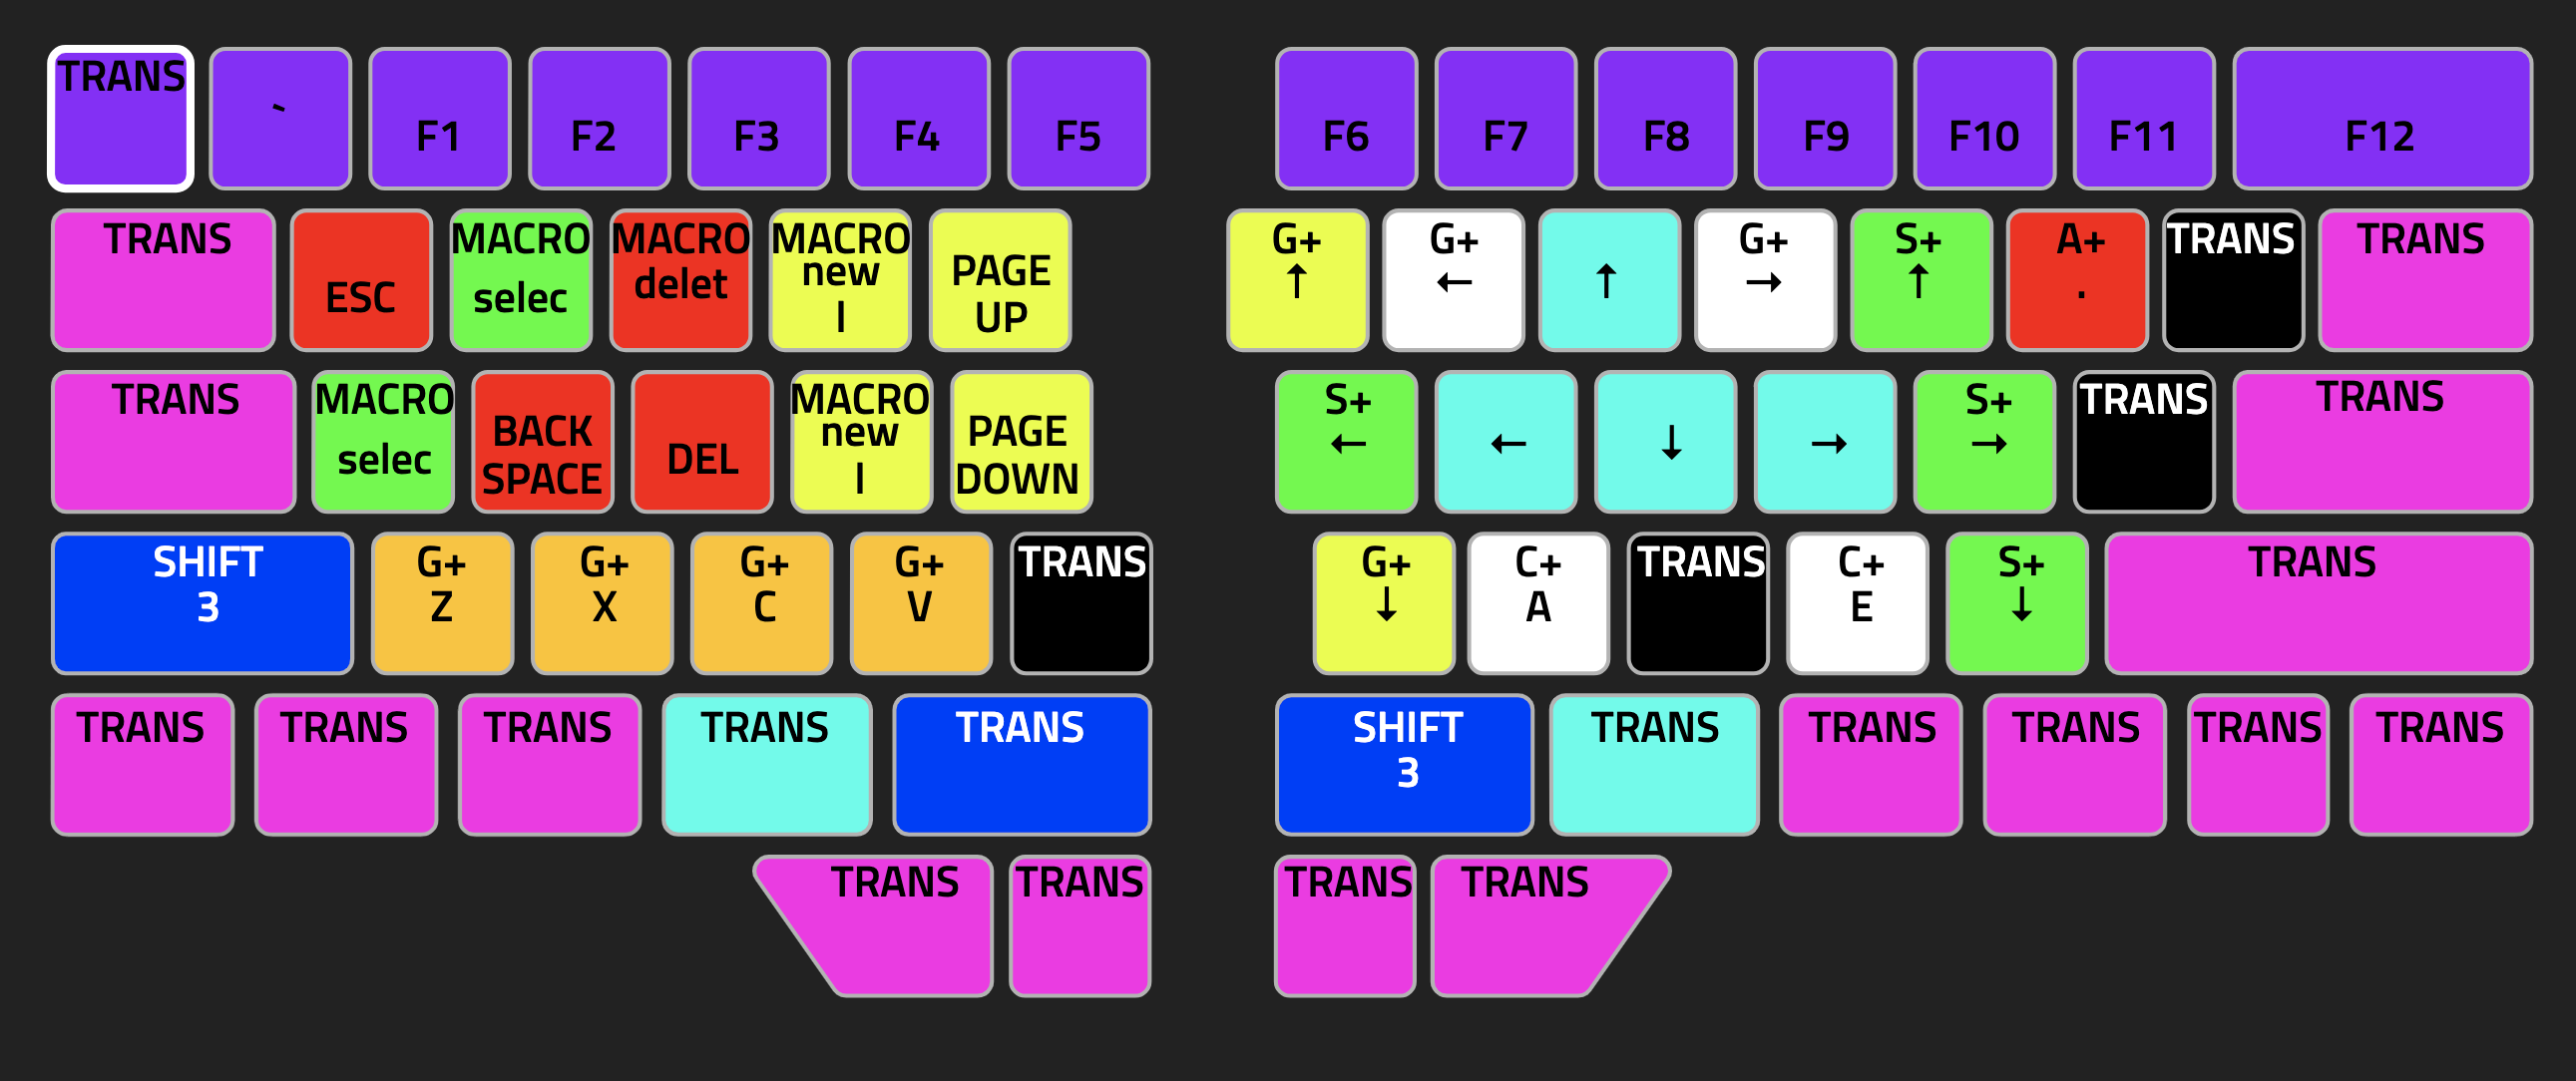 TRANS ` F1 F2 F3 F4 F5 F6 F7 F8 F9 F10 F11 F12
TRANS
ESC
MACRO
selec
MACRO
delet
MACRO
new
l
PAGE
UP
G+
↑
G+
←
↑
G+
→
S+
↑
A+
.
TRANS
TRANS
TRANS
MACRO
selec
BACK
SPACE
DEL
MACRO
new
l
PAGE
DOWN
S+
←
←
↓
→
S+
→
TRANS
TRANS
SHIFT
3
G+
Z
G+
X
G+
C
G+
V
TRANS
G+
↓
C+
A
TRANS
C+
E
S+
↓
TRANS
TRANS
TRANS
TRANS
TRANS
TRANS
SHIFT
3
TRANS
TRANS
TRANS
TRANS
TRANS
TRANS
TRANS
TRANS
TRANS